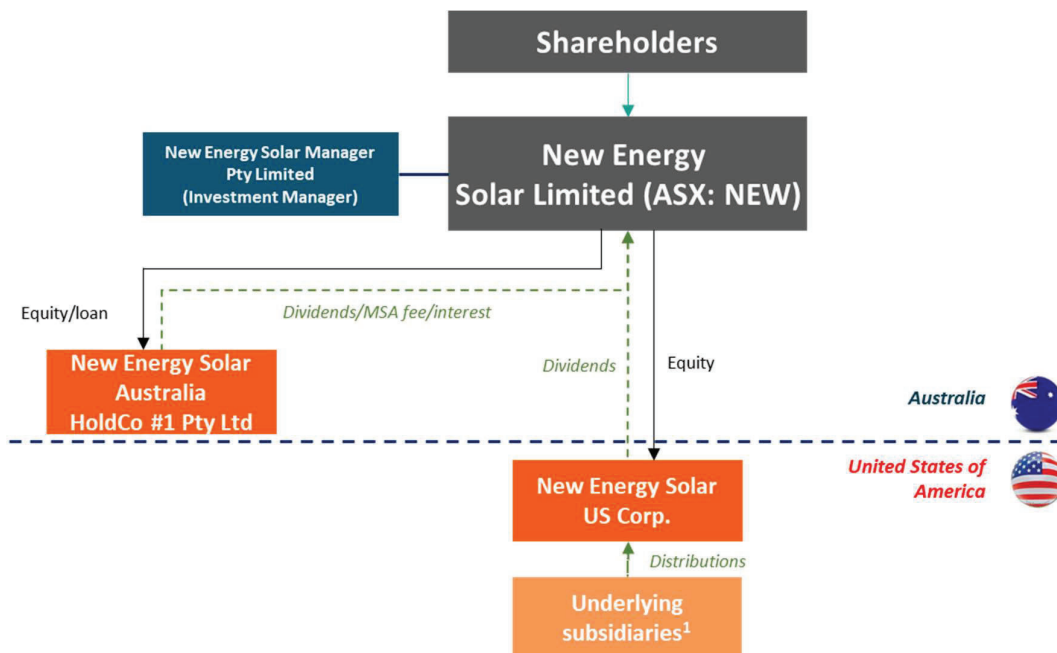 Shareholders
New Energy Solar Manager
Pty Limited
(Investment Manager)
New Energy
Solar Limited (ASX: NEW)
Equity/loan
Dividends/MSA fee/interest
New Energy Solar
Australia
HoldCo #1 Pty Ltd
Dividends
Equity
Australia
United States of
America
New Energy Solar
US Corp.
Distributions
Underlying
subsidiaries¹